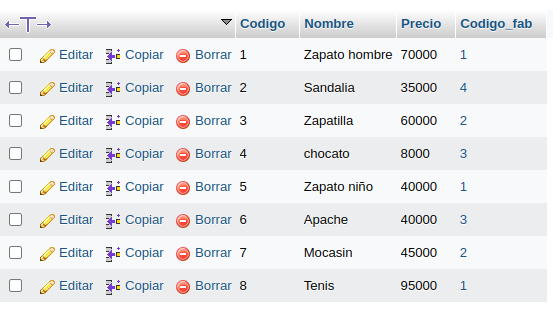 Codigo Nombre Precio Codigo_fab
Editar Copiar Borrar 1 Zapato hombre 70000 1
Editar Copiar Borrar 2 Sandalia 35000 4
Editar Copiar Borrar 3 Zapatilla 60000 2
Editar Copiar Borrar 4 chocato 8000 3
Editar Copiar Borrar 5 Zapato niño 40000 1
Editar Copiar Borrar 6 Apache 40000 3
Editar Copiar Borrar 7 Mocasin 45000 2
Editar Copiar Borrar 8 Tenis 95000 1